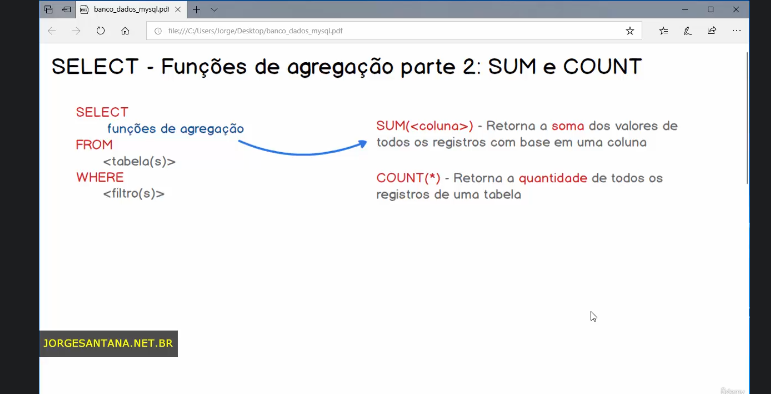 banco_dados_mysql.pdf
file:///C:/Users/Jorge/Desktop/banco_dados_mysql.pdf
SELECT - Funções de agregação parte 2: SUM e COUNT
SELECT
funções de agregação
FROM
<tabela(s)>
WHERE
<filtro(s)>
SUM(<coluna>) - Retorna a soma dos valores de
todos os registros com base em uma coluna
COUNT(*) - Retorna a quantidade de todos os
registros de uma tabela
JORGESANTANA.NET.BR